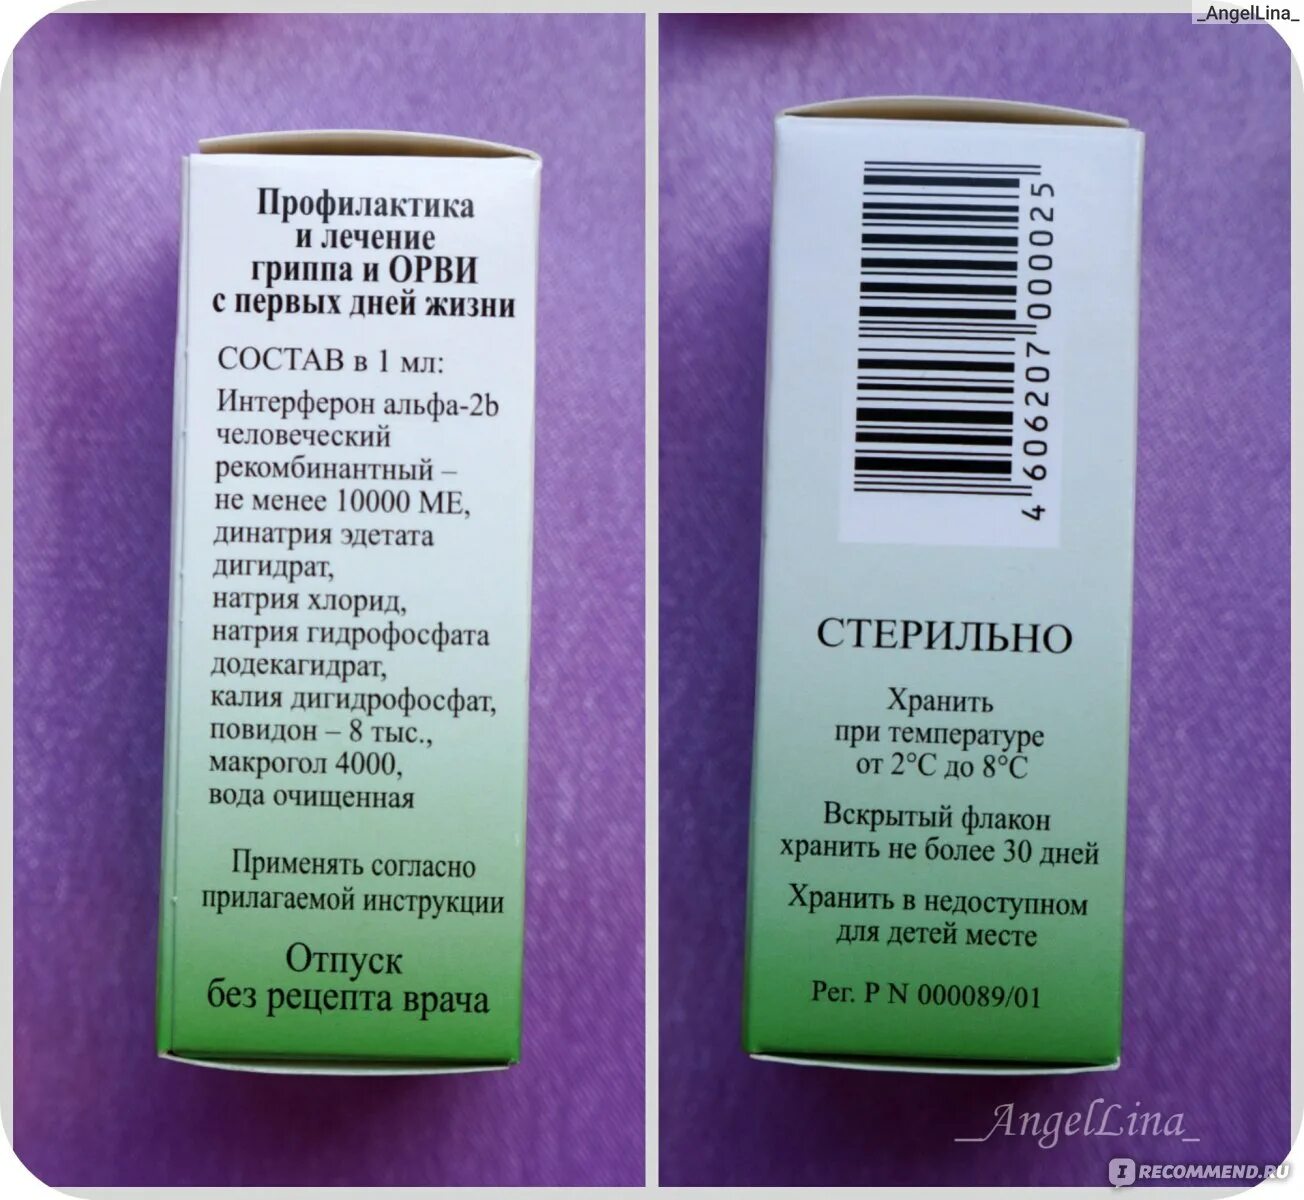 _AngelLina_
Профилактика
и лечение
гриппа и ОРВИ
с первых дней жизни
СОСТАВ в 1 мл:
Интерферон альфа-2b
человеческий
рекомбинантный –
не менее 10000 МЕ,
динатрия эдетата
дигидрат,
натрия хлорид,
натрия гидрофосфата
додекагидрат,
калия дигидрофосфат,
повидон – 8 тыс.,
макрогол 4000,
вода очищенная
Применять согласно
прилагаемой инструкции
Отпуск
без рецепта врача
4 606207 000025
СТЕРИЛЬНО
Хранить
при температуре
от 2°С до 8°С
Вскрытый флакон
хранить не более 30 дней
Хранить в недоступном
для детей месте
Рег. Р N 000089/01
_AngelLina_
IRECOMMEND.RU